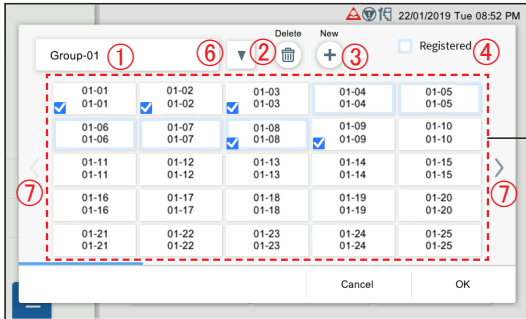 22/01/2019 Tue 08:52 PM
Delete New
Group-01 ① ⑥ ▼ ② + ③ Registered ④
01-01 01-02 01-03 01-04 01-05
01-01 01-02 01-03 01-04 01-05
01-06 01-07 01-08 01-09 01-10
01-06 01-07 01-08 01-09 01-10
01-11 01-12 01-13 01-14 01-15
01-11 01-12 01-13 01-14 01-15
⑦ ⑦
01-16 01-17 01-18 01-19 01-20
01-16 01-17 01-18 01-19 01-20
01-21 01-22 01-23 01-24 01-25
01-21 01-22 01-23 01-24 01-25
Cancel OK